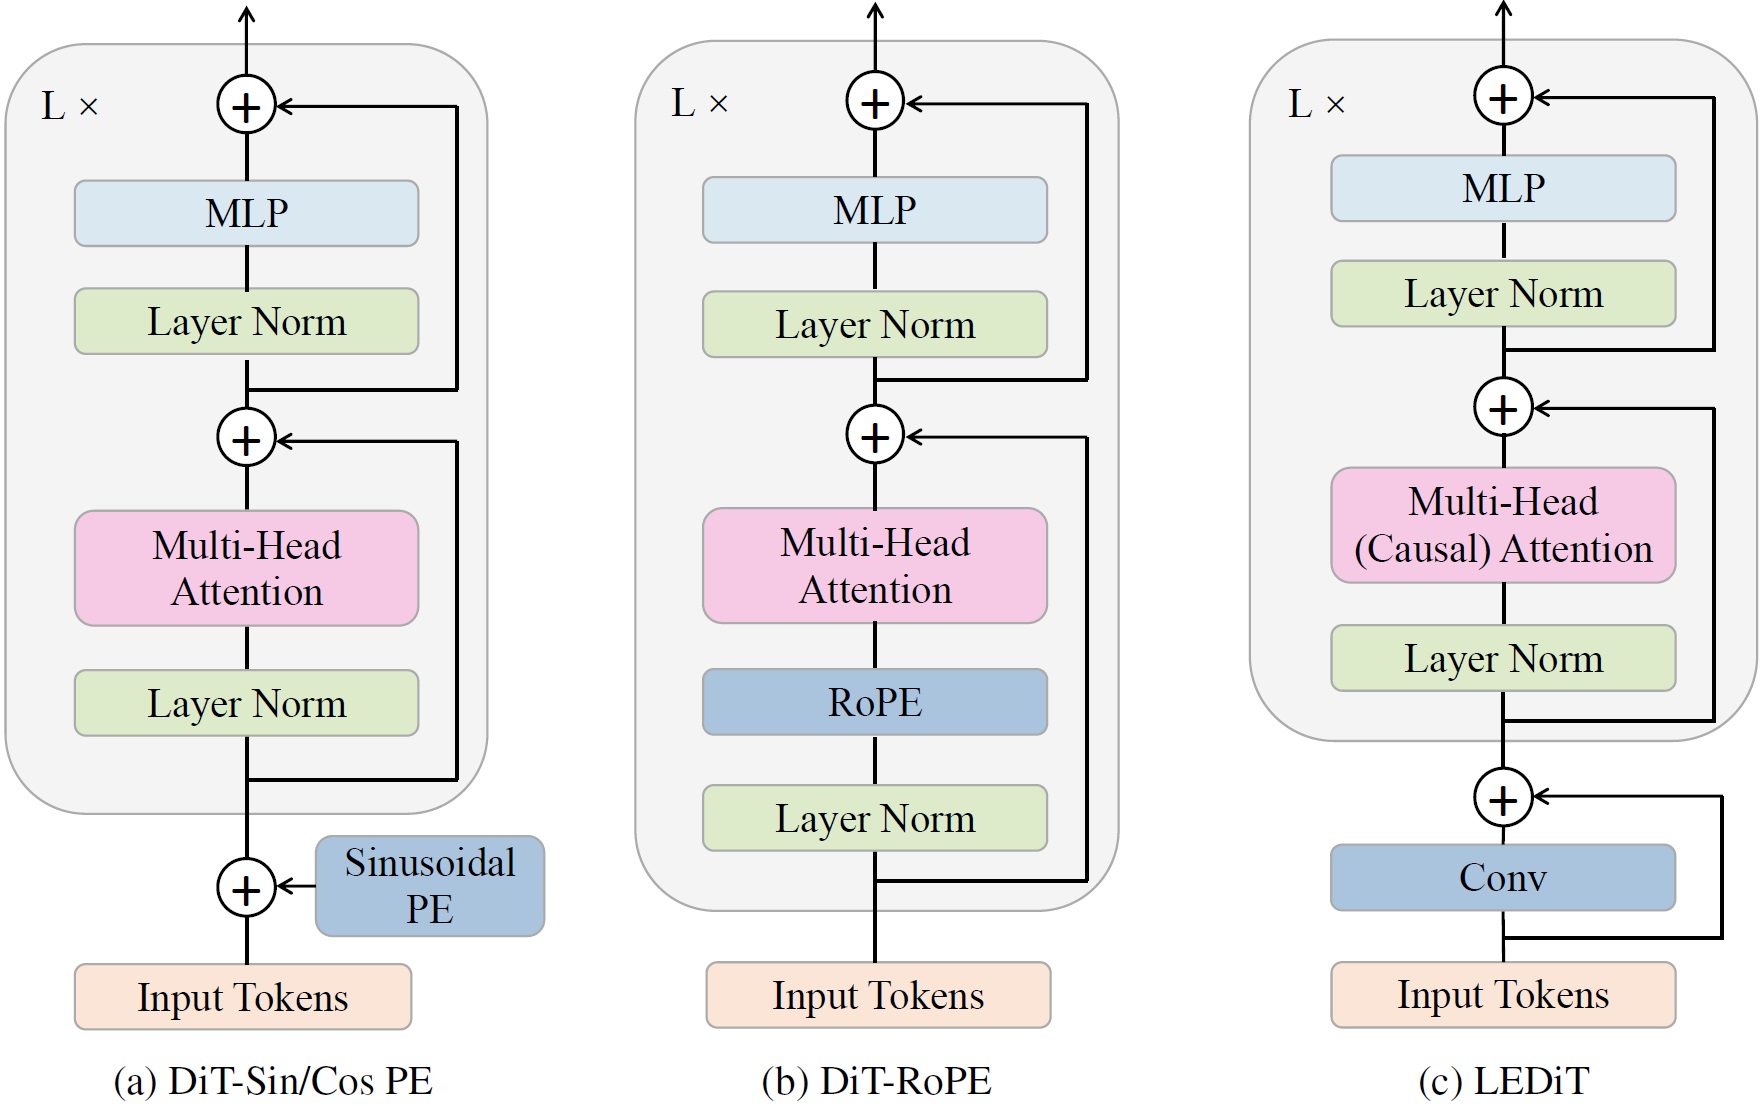 L ×
+
MLP
Layer Norm
+
Multi-Head
Attention
Layer Norm
+
Sinusoidal
PE
Input Tokens
(a) DiT-Sin/Cos PE
L ×
+
MLP
Layer Norm
+
Multi-Head
Attention
RoPE
Layer Norm
Input Tokens
(b) DiT-RoPE
L ×
+
MLP
Layer Norm
+
Multi-Head
(Causal) Attention
Layer Norm
+
Conv
Input Tokens
(c) LEDiT